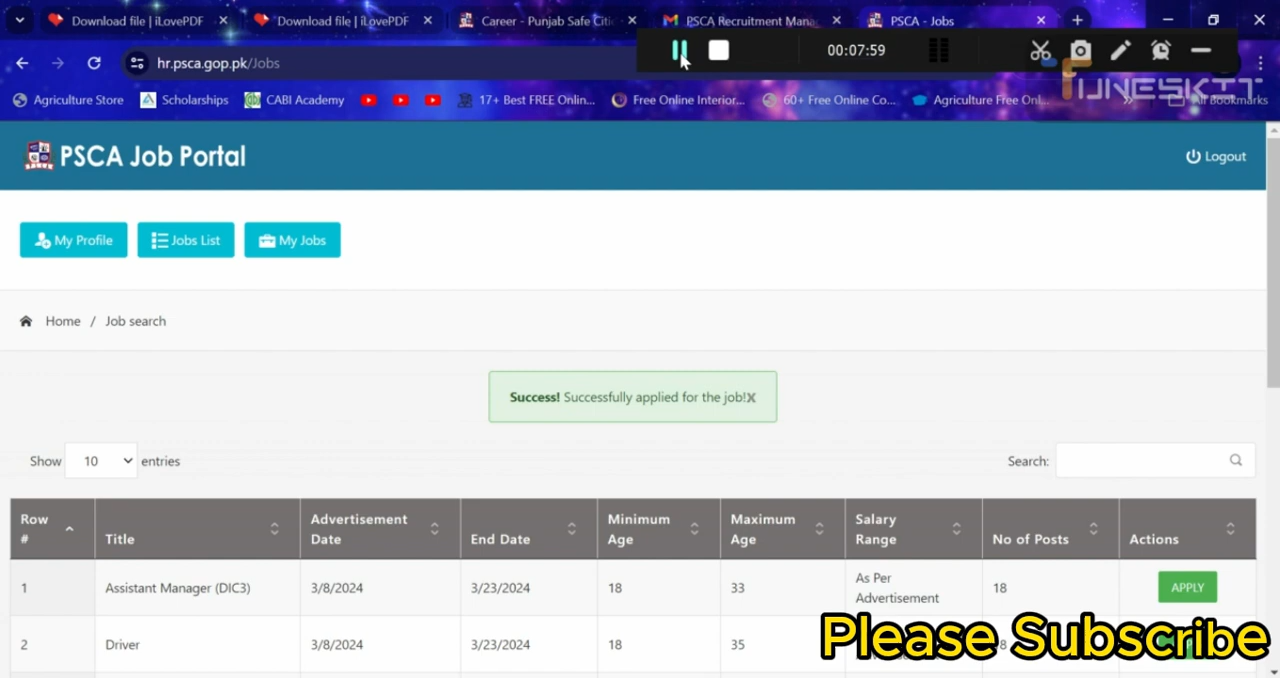 Download file | iLovePDF
Download file | iLovePDF
Career - Punjab Safe Citi
PSCA Recruitment Mana
PSCA - Jobs
hr.psca.gop.pk/Jobs
00:07:59
FUNESKIT
Agriculture Store
Scholarships
CABI Academy
17+ Best FREE Onlin...
Free Online Interior...
60+ Free Online Co...
Agriculture Free Onl...
All Bookmarks
PSCA Job Portal
Logout
My Profile
Jobs List
My Jobs
Home / Job search
Success! Successfully applied for the job!X
Show 10 entries
Search:
Row #
Title
Advertisement Date
End Date
Minimum Age
Maximum Age
Salary Range
No of Posts
Actions
1 Assistant Manager (DIC3) 3/8/2024 3/23/2024 18 33 As Per Advertisement 18 APPLY
2 Driver 3/8/2024 3/23/2024 18 35
Please Subscribe